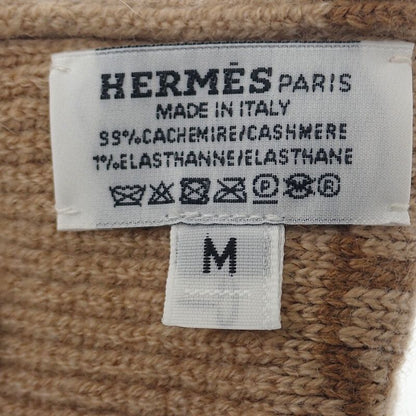 HERMÈS PARIS
MADE IN ITALY
99%CACHEMIRE/CASHMERE
1%ELASTHANNE/ELASTHANE
P
M